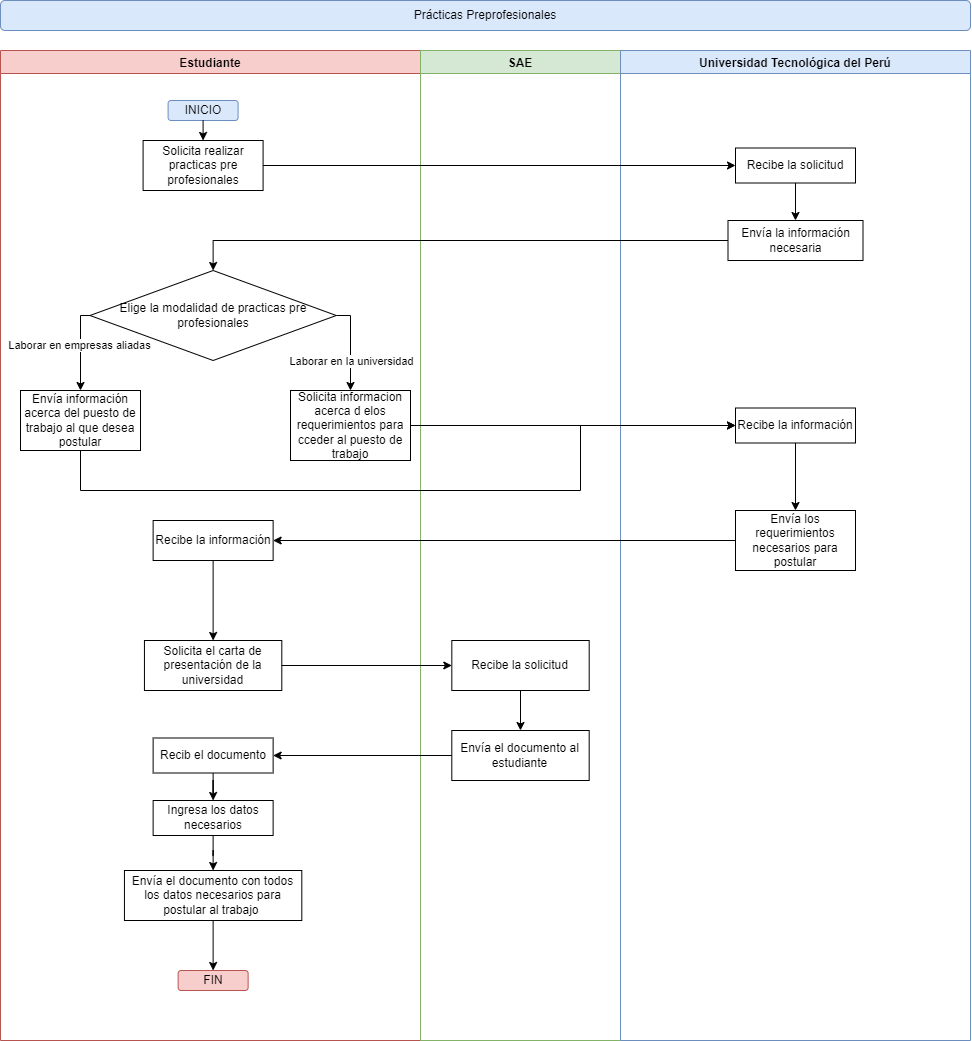 Prácticas Preprofesionales
Estudiante
SAE
Universidad Tecnológica del Perú
INICIO
Solicita realizar
practicas pre
profesionales
Recibe la solicitud
Envía la información
necesaria
Elige la modalidad de practicas pre
profesionales
Laborar en empresas aliadas
Laborar en la universidad
Envía información
acerca del puesto de
trabajo al que desea
postular
Solicita informacion
acerca d elos
requerimientos para
cceder al puesto de
trabajo
Recibe la información
Envía los
requerimientos
necesarios para
postular
Recibe la información
Solicita el carta de
presentación de la
universidad
Recibe la solicitud
Envía el documento al
estudiante
Recib el documento
Ingresa los datos
necesarios
Envía el documento con todos
los datos necesarios para
postular al trabajo
FIN